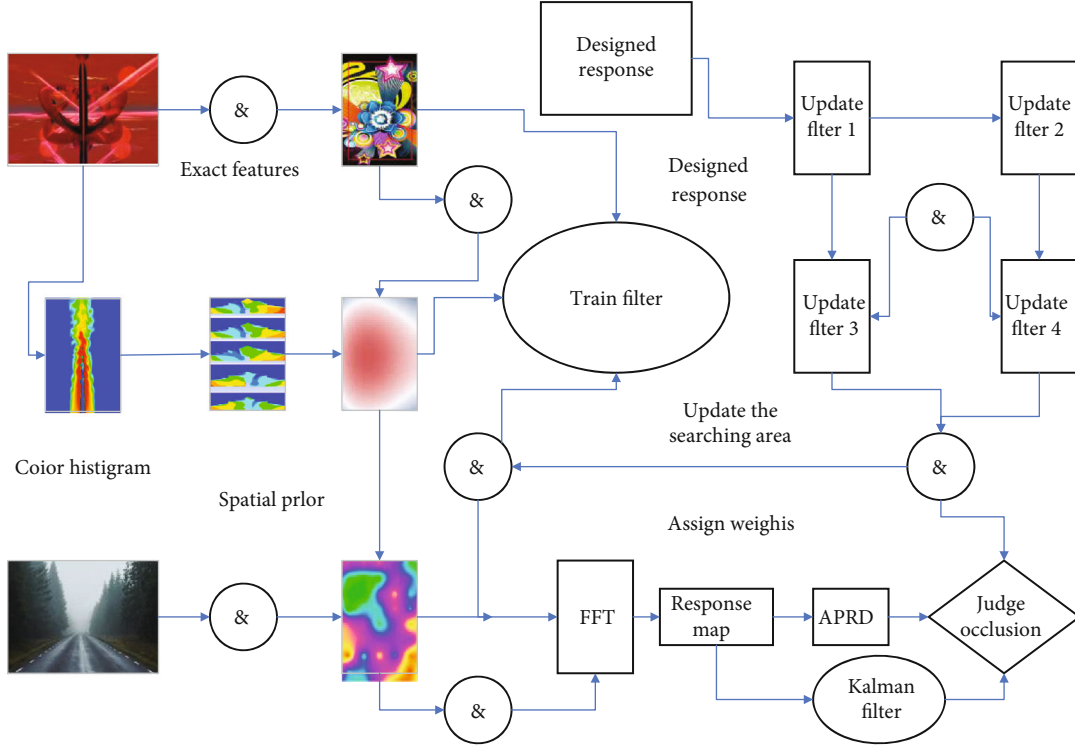 Designed
response
Update
flter 1
Update
flter 2
&
Exact features
&
Designed
response
&
Train filter
Update
flter 3
Update
flter 4
Update the
searching area
Coior histigram
&
&
Spatial prlor
Assign weighis
&
FFT
Response
map
APRD
Judge
occlusion
&
Kalman
filter